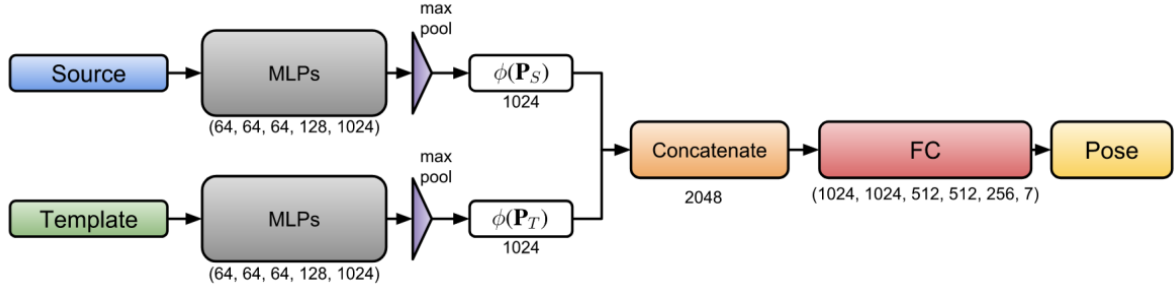 max
pool
Source
MLPs
ϕ(P_S)
(64, 64, 64, 128, 1024)
1024
Concatenate
FC
Pose
2048
(1024, 1024, 512, 512, 256, 7)
max
pool
Template
MLPs
ϕ(P_T)
(64, 64, 64, 128, 1024)
1024